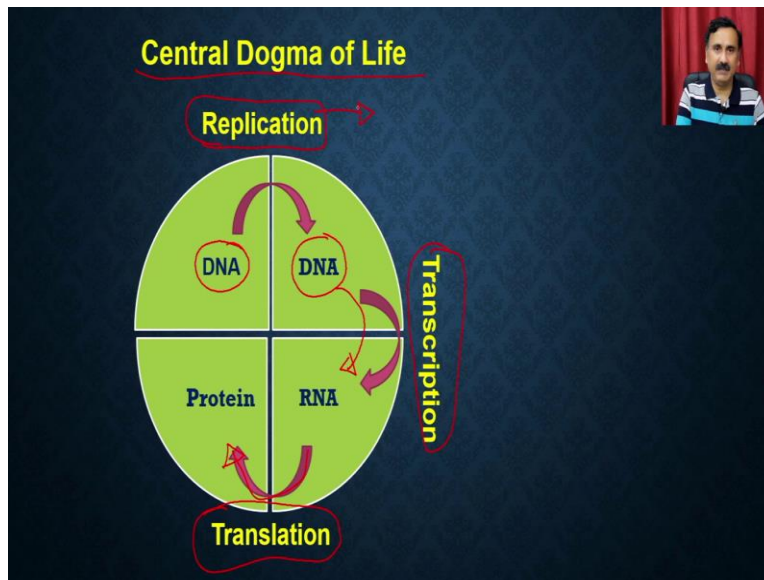 Central Dogma of Life
Replication
DNA
DNA
Transcription
Protein
RNA
Translation